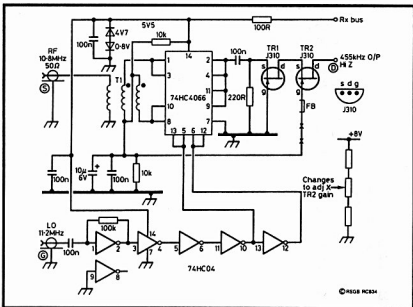 100R
Rx bus
4V7
0·8V
100n
5V5
10k
14
RF
10·8MHz
50Ω
S
T1
1
3
10
8
2
4
9
11
7
74HC4066
13 5 6 12
100n
220R
TR1
J310
TR2
J310
s d
g
s d
g
455kHz O/P
Hi Z
D
s d g
J310
FB
+8V
Changes
to adj
TR2 gain
100n
10µ
6V
+
100n
10k
LO
11·2MHz
G
100n
100k
1 2
3 14 4
7
5 6
11 10
13 12
9 8
74HC04
©RSGB RC934